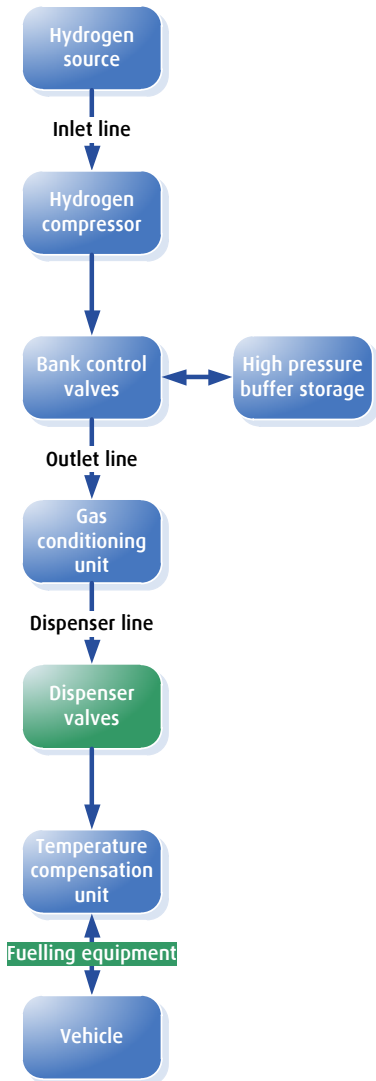 Hydrogen
source
Inlet line
Hydrogen
compressor
Bank control
valves
High pressure
buffer storage
Outlet line
Gas
conditioning
unit
Dispenser line
Dispenser
valves
Temperature
compensation
unit
Fuelling equipment
Vehicle